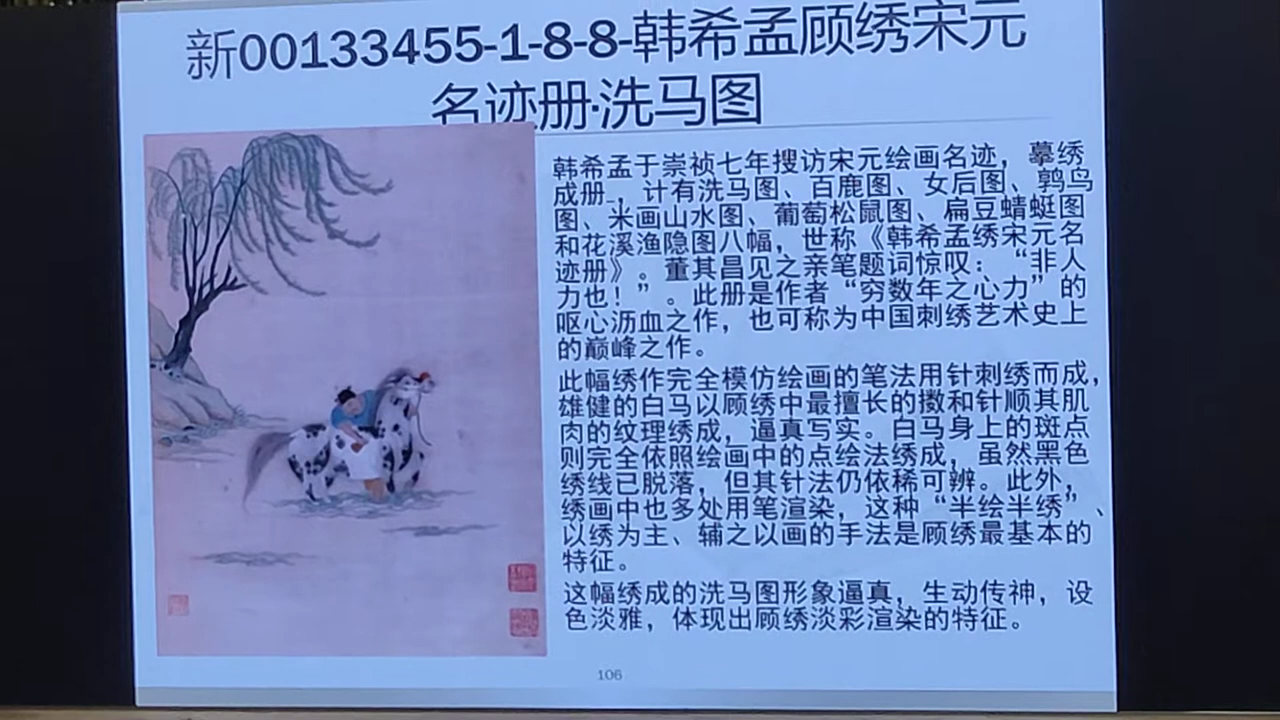 新00133455-1-8-8-韩希孟顾绣宋元
名迹册·洗马图
韩希孟于崇祯七年搜访宋元绘画名迹，摹绣
成册，计有洗马图、百鹿图、女后图、鹑鸟
图、米画山水图、葡萄松鼠图、扁豆蜻蜓图
和花溪渔隐图八幅，世称《韩希孟绣宋元名
迹册》。董其昌见之亲笔题词惊叹：“非人
力也！”。此册是作者“穷数年之心力”的
呕心沥血之作，也可称为中国刺绣艺术史上
的巅峰之作。
此幅绣作完全模仿绘画的笔法用针刺绣而成，
雄健的白马以顾绣中最擅长的擞和针顺其肌
肉的纹理绣成，逼真写实。白马身上的斑点
则完全依照绘画中的点绘法绣成，虽然黑色
绣线已脱落，但其针法仍依稀可辨。此外，
绣画中也多处用笔渲染，这种“半绘半绣”、
以绣为主、辅之以画的手法是顾绣最基本的
特征。
这幅绣成的洗马图形象逼真，生动传神，设
色淡雅，体现出顾绣淡彩渲染的特征。
106